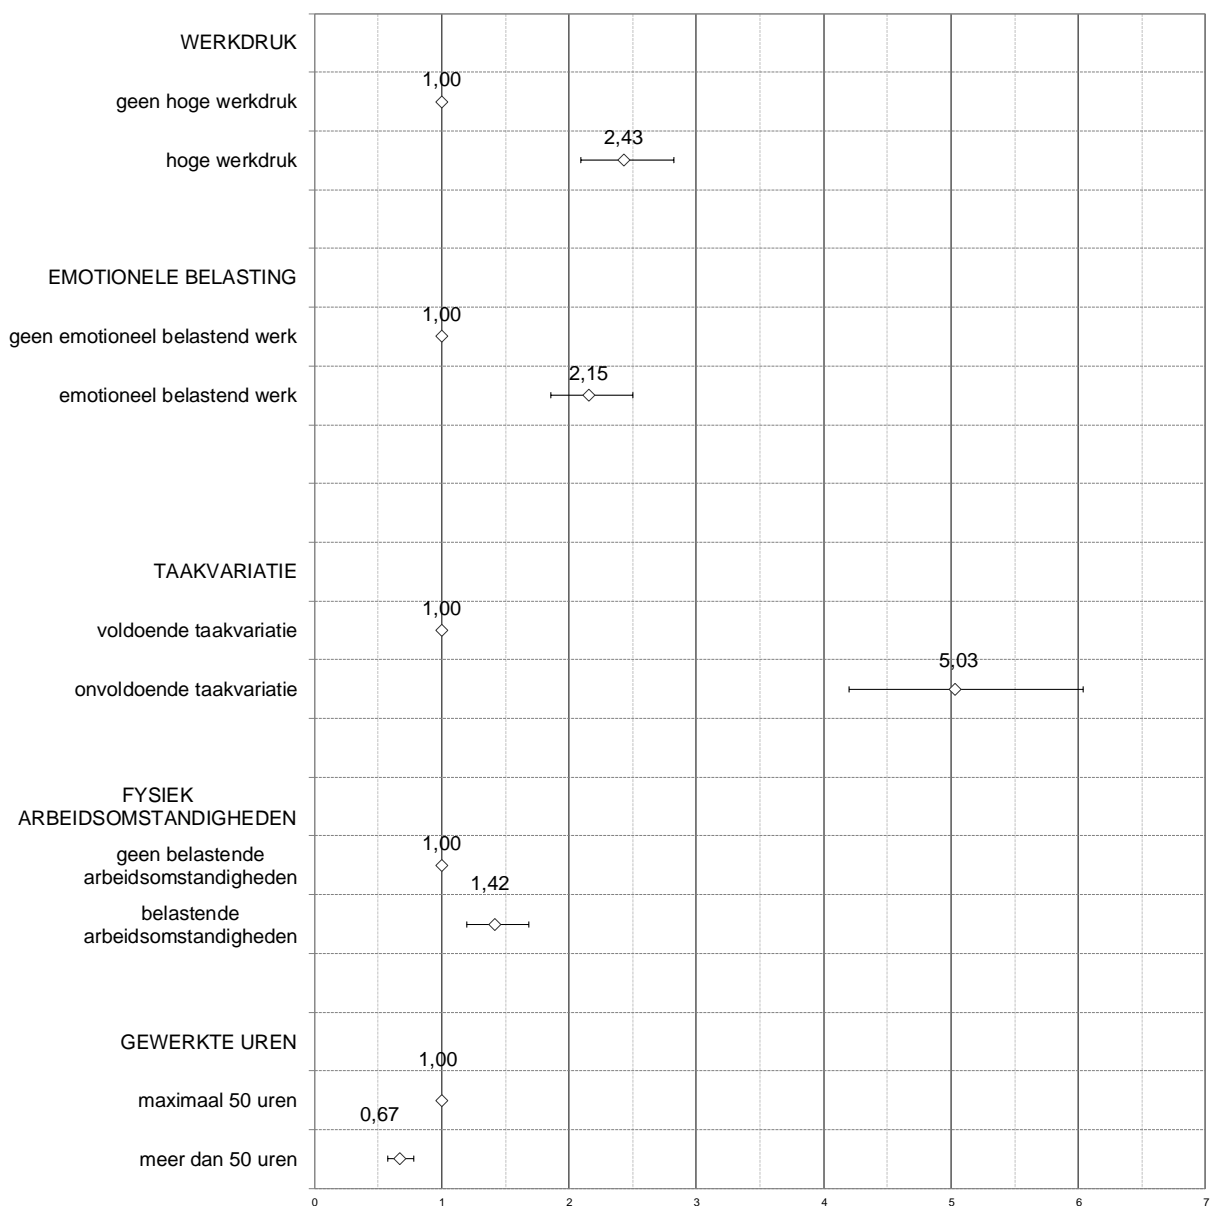 WERKDRUK
1,00
geen hoge werkdruk
2,43
hoge werkdruk
EMOTIONELE BELASTING
1,00
geen emotioneel belastend werk
2,15
emotioneel belastend werk
TAAKVARIATIE
1,00
voldoende taakvariatie
5,03
onvoldoende taakvariatie
FYSIEK
ARBEIDSOMSTANDIGHEDEN
1,00
geen belastende
arbeidsomstandigheden
1,42
belastende
arbeidsomstandigheden
GEWERKTE UREN
1,00
maximaal 50 uren
0,67
meer dan 50 uren
0 1 2 3 4 5 6 7